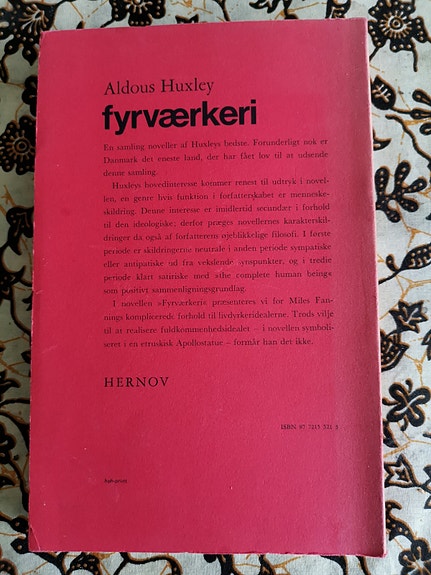 Aldous Huxley
fyrværkeri
En samling noveller af Huxleys bedste. Forunderligt nok er
Danmark det eneste land, der har fået lov til at udsende
denne samling.
Huxleys hovedinteresse kommer renest til udtryk i novel-
len, en genre hvis funktion i forfatterskabet er menneske-
skildring. Denne interesse er imidlertid secundær i forhold
til den ideologiske; derfor præges novellernes karakterskil-
dringer da også af forfatterens øjeblikkelige filosofi. I første
periode er skildringerne neutrale i anden periode sympatiske
eller antipatiske ud fra vekslende synspunkter, og i tredie
periode klart satiriske med »the complete human being«
som positivt sammenligningsgrundlag.
I novellen »Fyrværkeri« præsenteres vi for Miles Fan-
nings komplicerede forhold til livdyrkeridealerne. Trods vilje
til at realisere fuldkommenhedsidealet – i novellen symboli-
seret i en etruskisk Apollostatue – formår han det ikke.
HERNOV
ISBN 87 7215 521 8